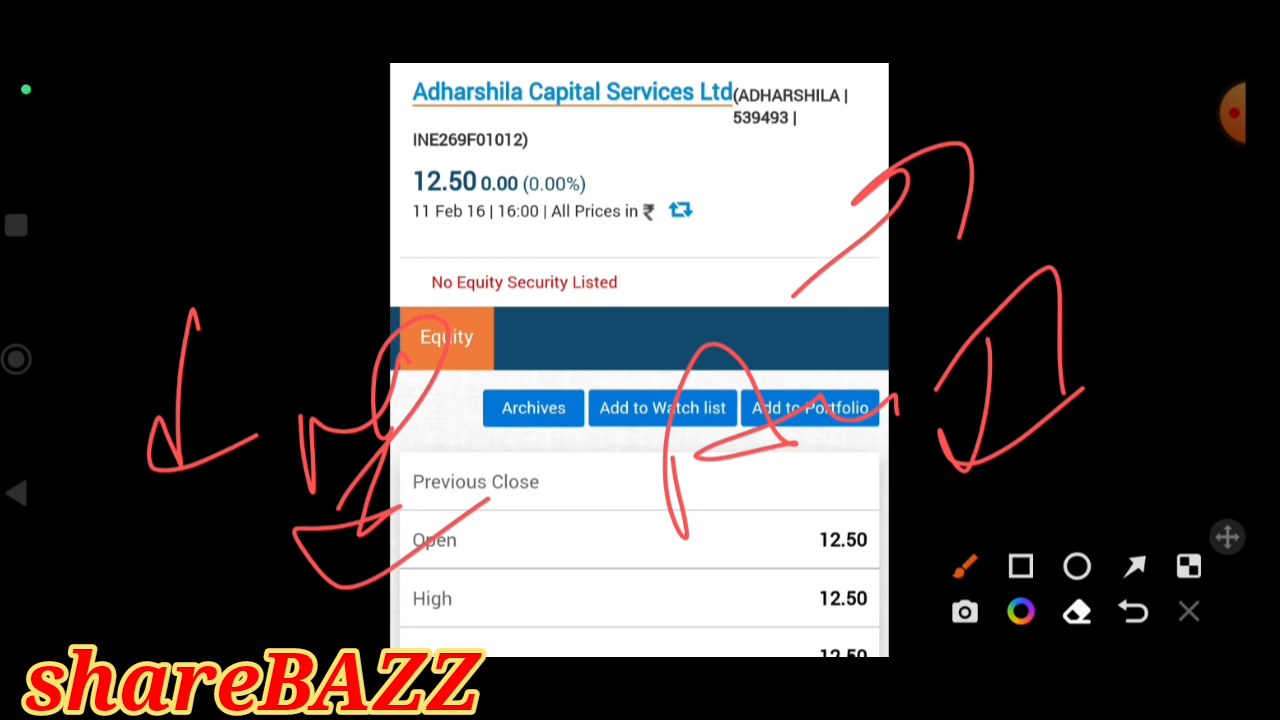 Adharshila Capital Services Ltd(ADHARSHILA |
539493 |
INE269F01012)
12.50 0.00 (0.00%)
11 Feb 16 | 16:00 | All Prices in ₹
No Equity Security Listed
Equity
Archives Add to Watch list Add to Portfolio
Previous Close
Open 12.50
High 12.50
12.50
shareBAZZ